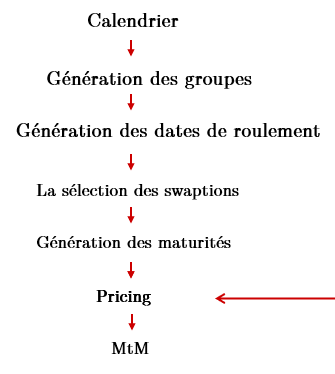 Calendrier
Génération des groupes
Génération des dates de roulement
La sélection des swaptions
Génération des maturités
Pricing
MtM